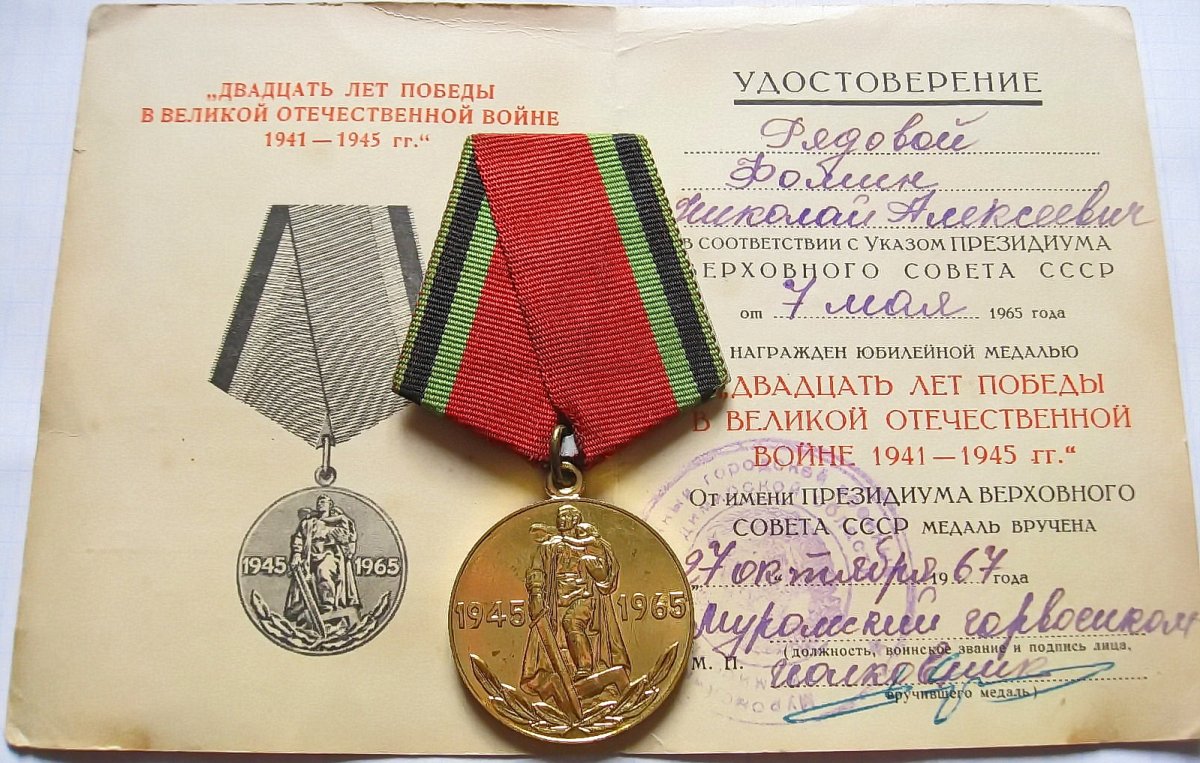 „ДВАДЦАТЬ ЛЕТ ПОБЕДЫ
В ВЕЛИКОЙ ОТЕЧЕСТВЕННОЙ ВОЙНЕ
1941—1945 гг.“
1945 1965
1945 1965
УДОСТОВЕРЕНИЕ
Рядовой
Фомин
Николай Алексеевич
В СООТВЕТСТВИИ С УКАЗОМ ПРЕЗИДИУМА
ВЕРХОВНОГО СОВЕТА СССР
от 7 мая 1965 года
НАГРАЖДЕН ЮБИЛЕЙНОЙ МЕДАЛЬЮ
„ДВАДЦАТЬ ЛЕТ ПОБЕДЫ
В ВЕЛИКОЙ ОТЕЧЕСТВЕННОЙ
ВОЙНЕ 1941—1945 гг.“
ОТ ИМЕНИ ПРЕЗИДИУМА ВЕРХОВНОГО
СОВЕТА СССР МЕДАЛЬ ВРУЧЕНА
„27 октября 1967 года
Муромский горвоенком
(должность, воинское звание и подпись лица,
М. П. полковник
вручившего медаль)